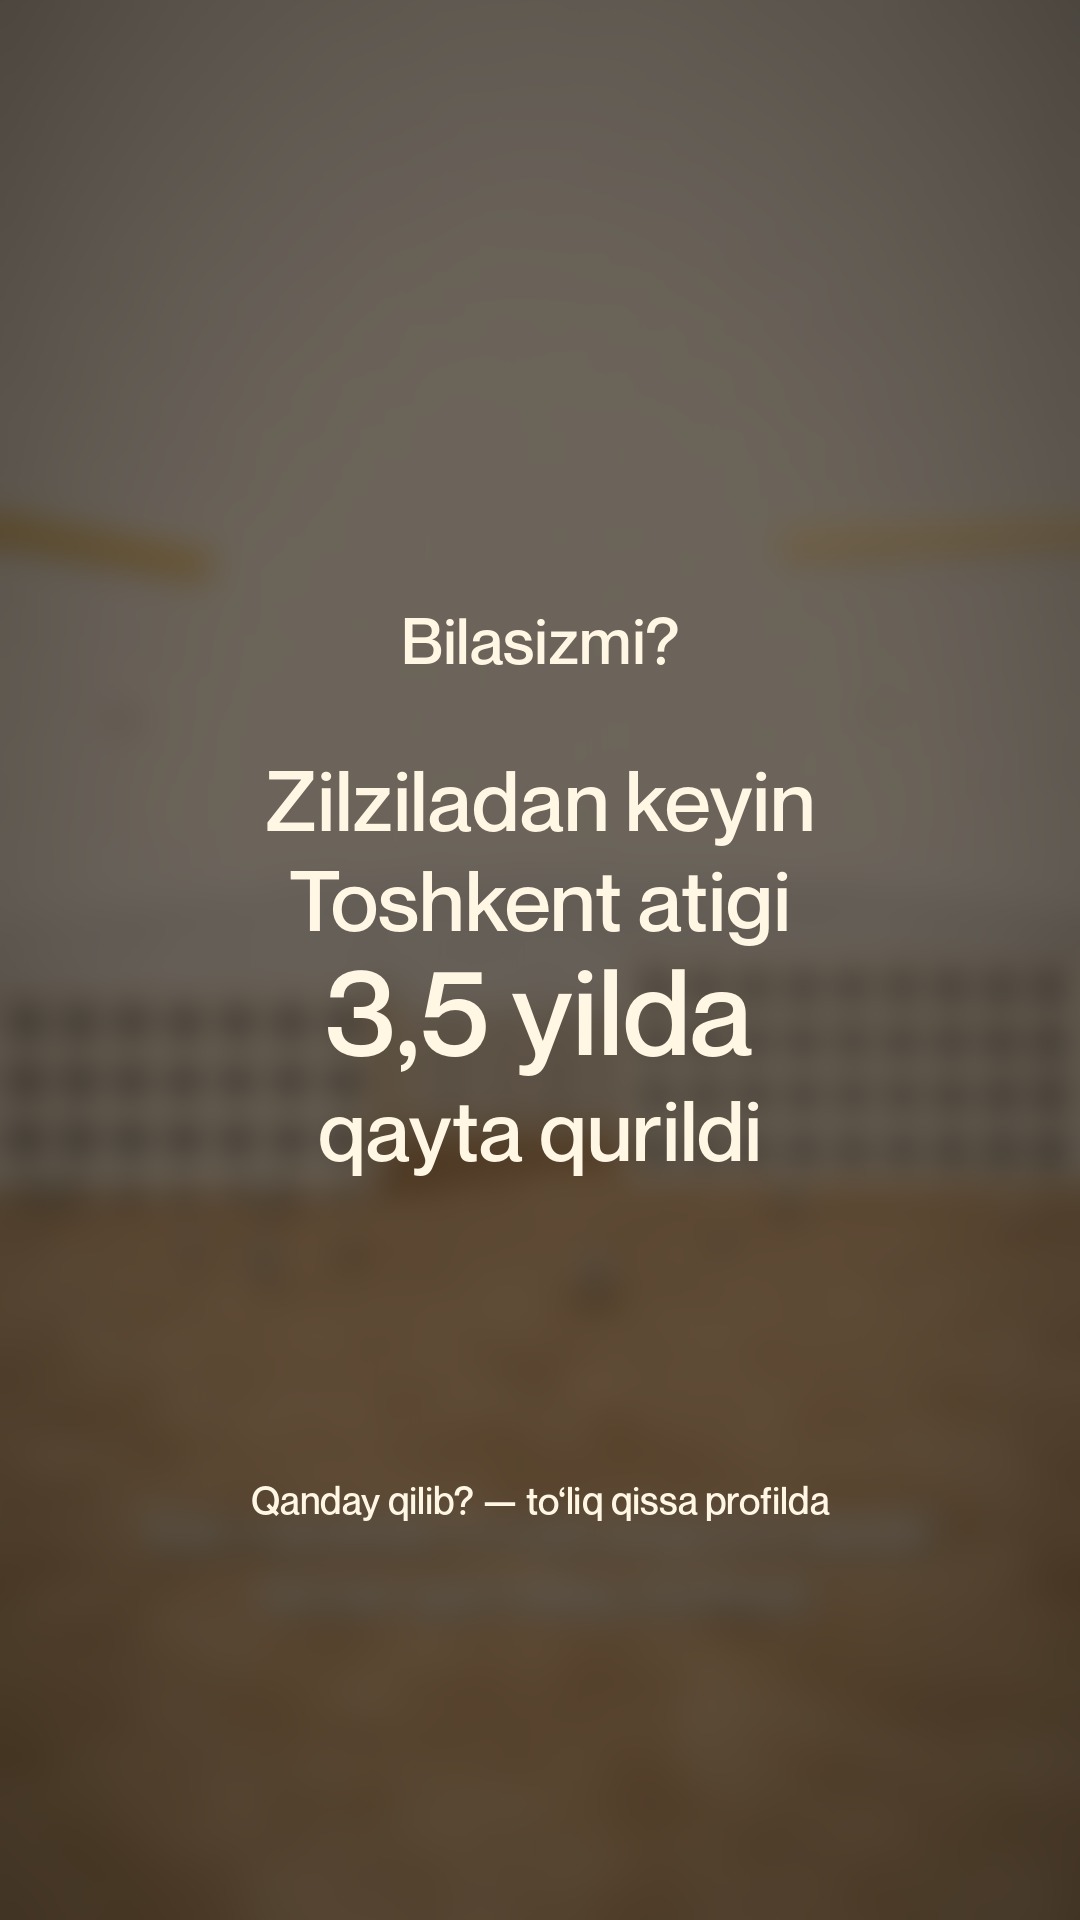 Bilasizmi?
Zilziladan keyin
Toshkent atigi
3,5 yilda
qayta qurildi
Qanday qilib? — to‘liq qissa profilda